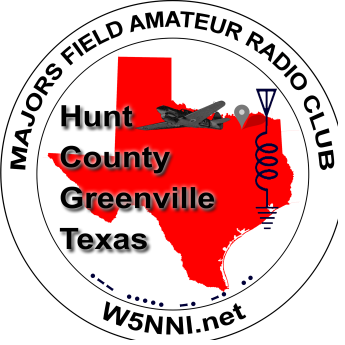 MAJORS FIELD AMATEUR RADIO CLUB
Hunt
County
Greenville
Texas
W5NNI.net